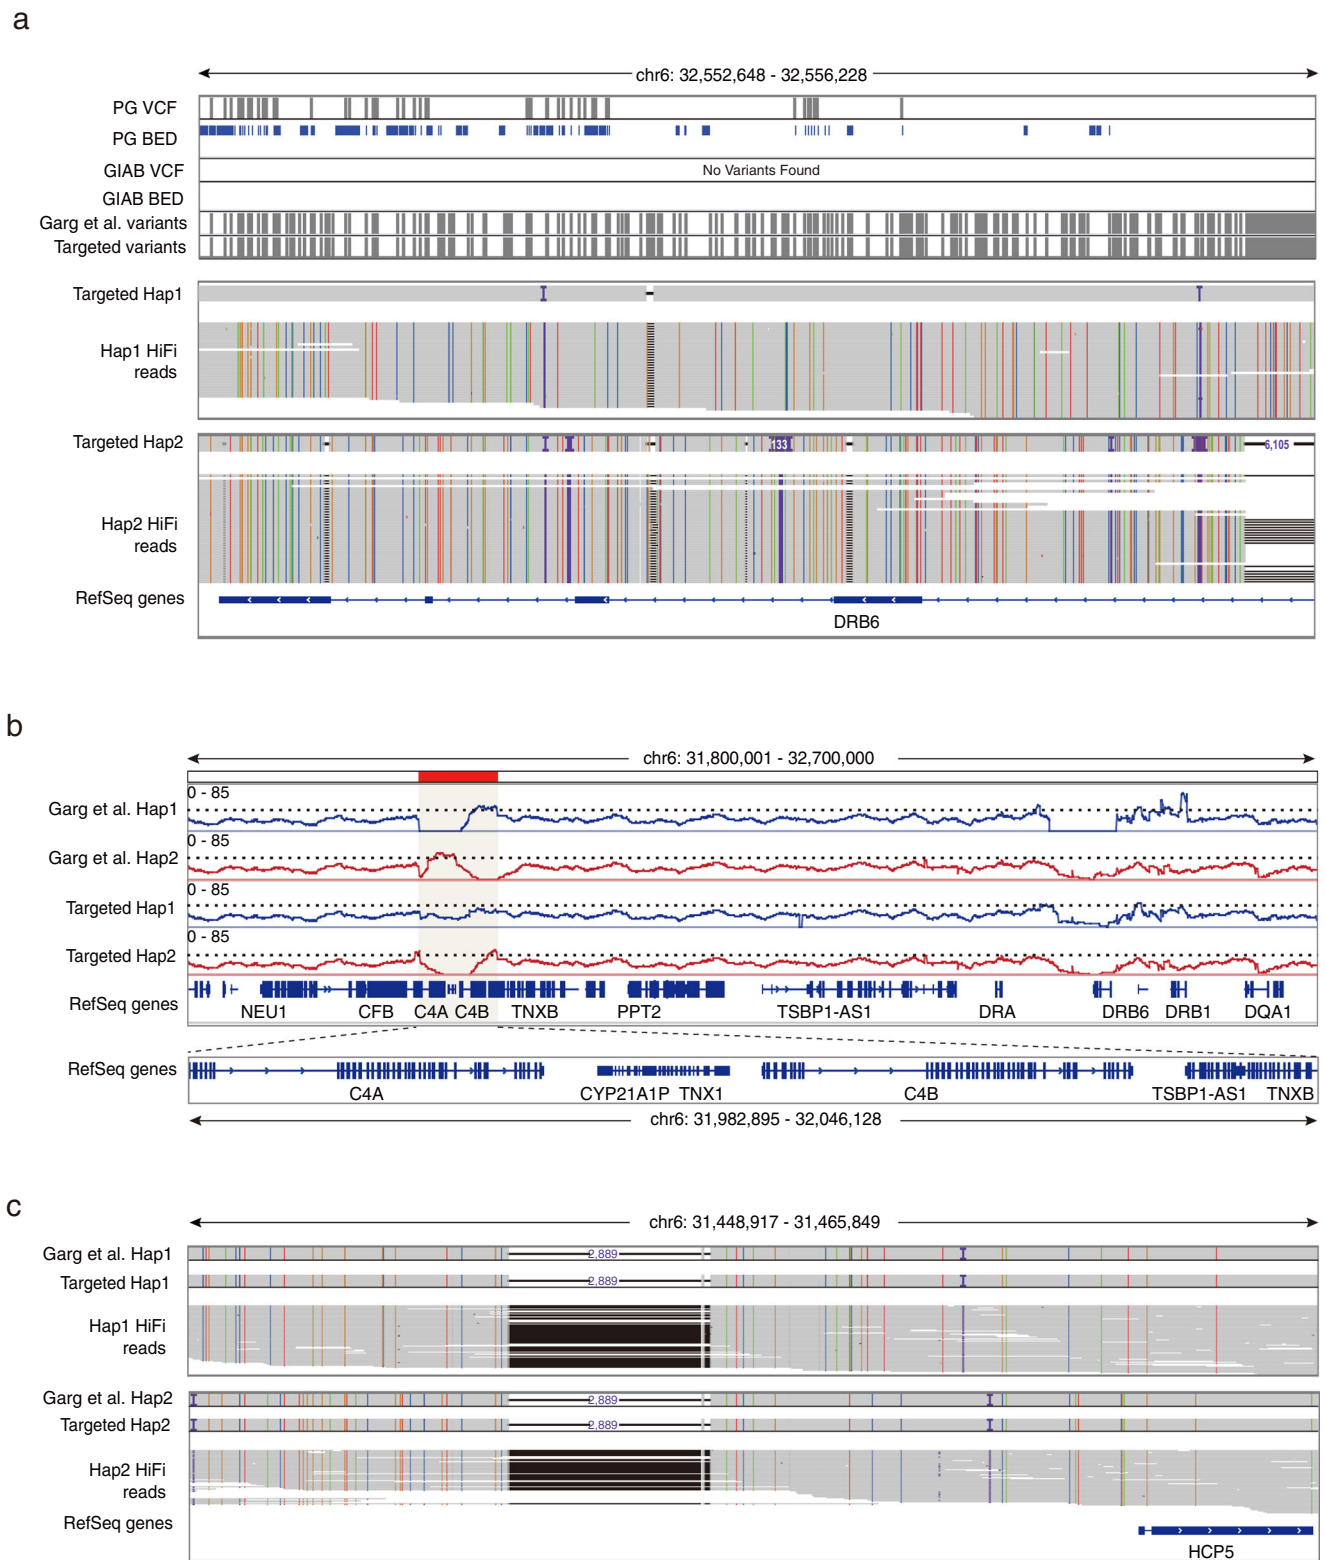 a
chr6: 32,552,648 - 32,556,228
PG VCF
PG BED
GIAB VCF
No Variants Found
GIAB BED
Garg et al. variants
Targeted variants
Targeted Hap1
Hap1 HiFi
reads
Targeted Hap2
133
6,105
Hap2 HiFi
reads
RefSeq genes
DRB6
b
chr6: 31,800,001 - 32,700,000
0 - 85
Garg et al. Hap1
0 - 85
Garg et al. Hap2
0 - 85
Targeted Hap1
0 - 85
Targeted Hap2
RefSeq genes
NEU1 CFB C4A C4B TNXB PPT2 TSBP1-AS1 DRA DRB6 DRB1 DQA1
RefSeq genes
C4A CYP21A1P TNX1 C4B TSBP1-AS1 TNXB
chr6: 31,982,895 - 32,046,128
c
chr6: 31,448,917 - 31,465,849
Garg et al. Hap1
2,889
Targeted Hap1
2,889
Hap1 HiFi
reads
Garg et al. Hap2
2,889
Targeted Hap2
2,889
Hap2 HiFi
reads
RefSeq genes
HCP5